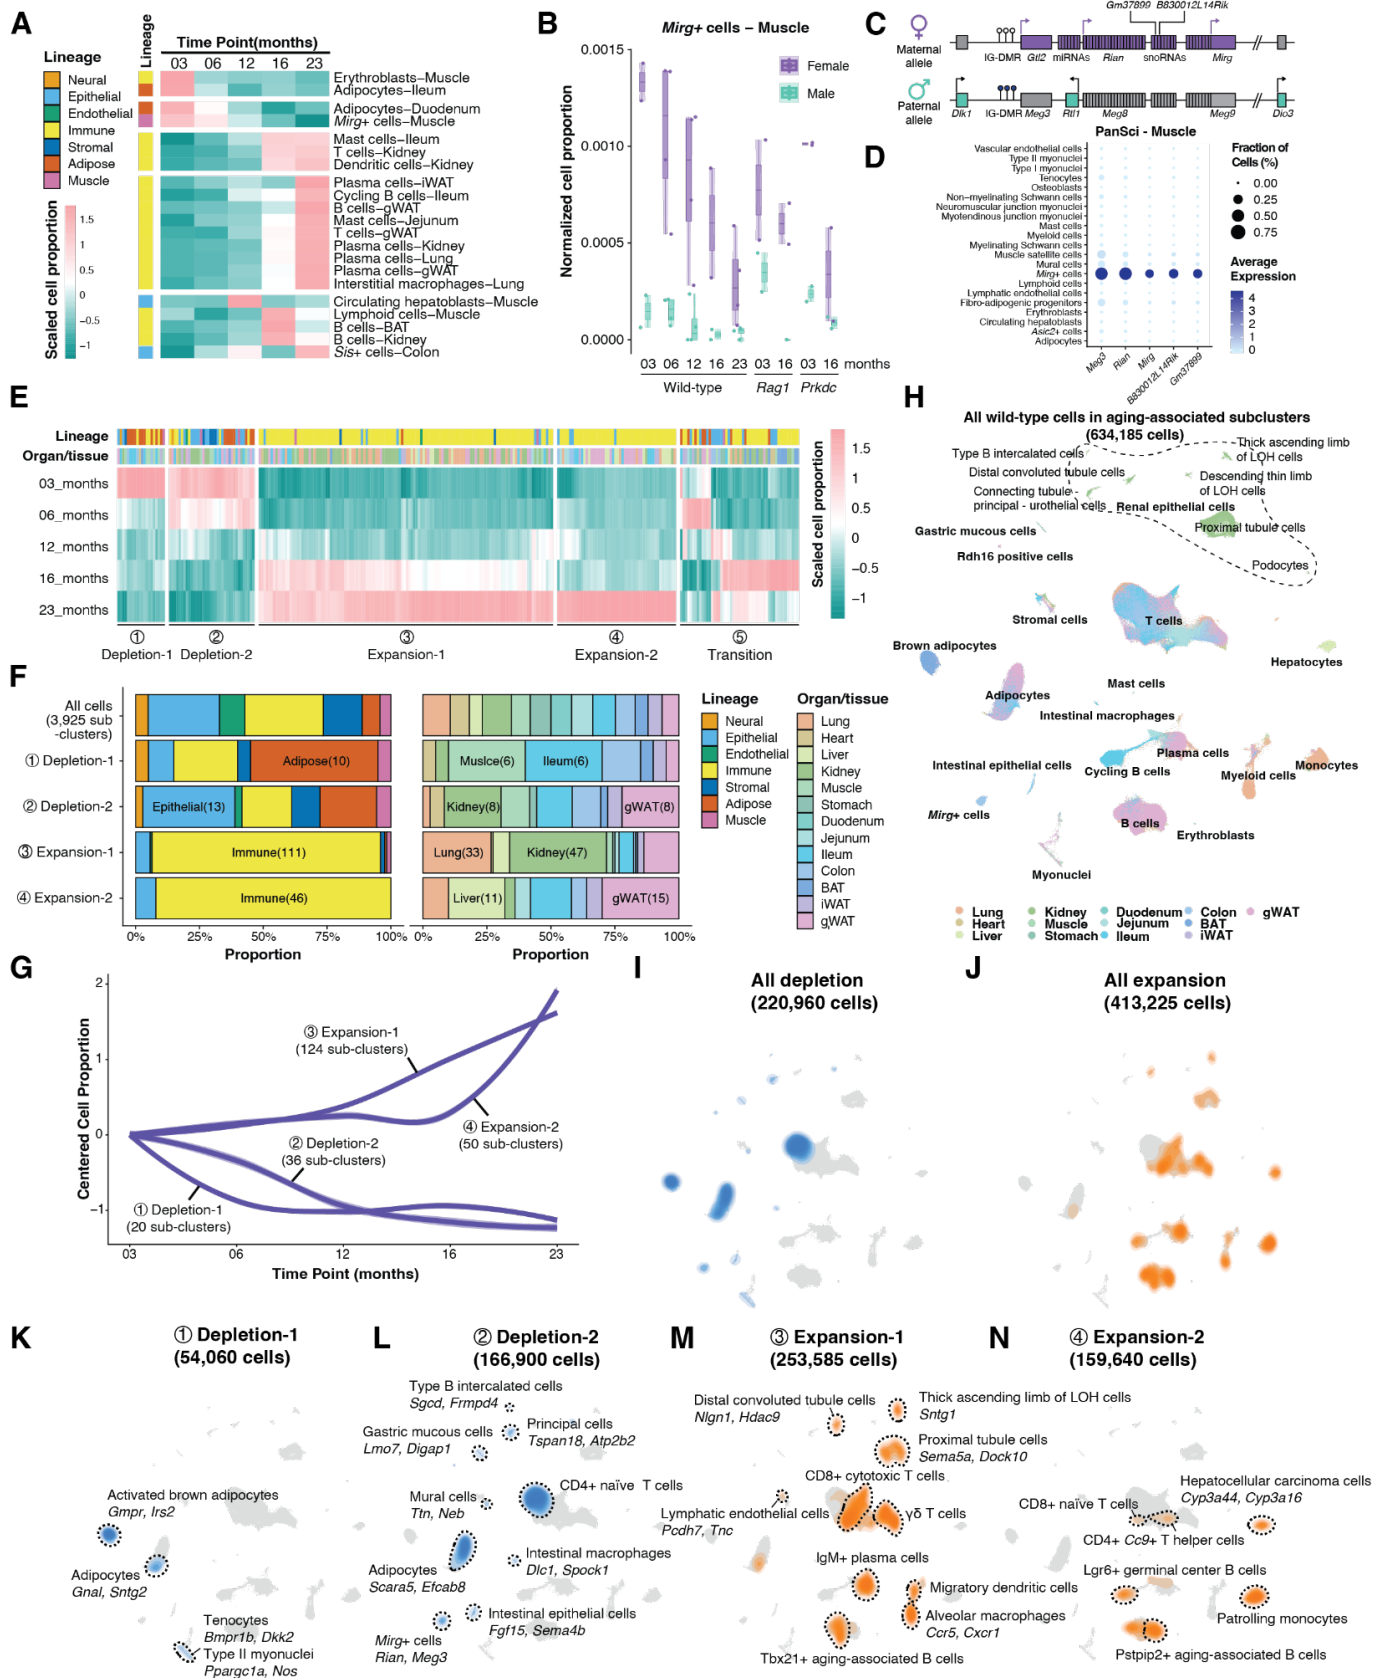 A
Lineage
Neural
Epithelial
Endothelial
Immune
Stromal
Adipose
Muscle
Scaled cell proportion
1.5
1
0.5
0
−0.5
−1
Lineage
Time Point(months)
03 06 12 16 23
Erythroblasts–Muscle
Adipocytes–Ileum
Adipocytes–Duodenum
Mirg+ cells–Muscle
Mast cells–Ileum
T cells–Kidney
Dendritic cells–Kidney
Plasma cells–iWAT
Cycling B cells–Ileum
B cells–gWAT
Mast cells–Jejunum
T cells–gWAT
Plasma cells–Kidney
Plasma cells–Lung
Plasma cells–gWAT
Interstitial macrophages–Lung
Circulating hepatoblasts–Muscle
Lymphoid cells–Muscle
B cells–BAT
B cells–Kidney
Sis+ cells–Colon
B
Mirg+ cells – Muscle
Normalized cell proportion
0.0015
0.0010
0.0005
0.0000
Female
Male
03 06 12 16 23 03 16 03 16 months
Wild-type Rag1 Prkdc
C
Gm37899 B830012L14Rik
Maternal
allele
IG-DMR Gtl2 miRNAs Rian snoRNAs Mirg
Paternal
allele
Dlk1 IG-DMR Meg3 Rtl1 Meg8 Meg9 Dio3
D
PanSci - Muscle
Vascular endothelial cells
Type II myonuclei
Type I myonuclei
Tenocytes
Osteoblasts
Non–myelinating Schwann cells
Neuromuscular junction myonuclei
Myotendinous junction myonuclei
Mast cells
Myeloid cells
Myelinating Schwann cells
Muscle satellite cells
Mural cells
Mirg+ cells
Lymphoid cells
Lymphatic endothelial cells
Fibro-adipogenic progenitors
Erythroblasts
Circulating hepatoblasts
Asic2+ cells
Adipocytes
Meg3
Rian
Mirg
B830012L14Rik
Gm37899
Fraction of
Cells (%)
0.00
0.25
0.50
0.75
Average
Expression
4
3
2
1
0
E
Lineage
Organ/tissue
03_months
06_months
12_months
16_months
23_months
① ② ③ ④ ⑤
Depletion-1 Depletion-2 Expansion-1 Expansion-2 Transition
Scaled cell proportion
1.5
1
0.5
0
−0.5
−1
F
All cells
(3,925 sub
-clusters)
① Depletion-1
② Depletion-2
③ Expansion-1
④ Expansion-2
Adipose(10)
Epithelial(13)
Immune(111)
Immune(46)
Muslce(6) Ileum(6)
Kidney(8) gWAT(8)
Lung(33) Kidney(47)
Liver(11) gWAT(15)
0% 25% 50% 75% 100%
Proportion
0% 25% 50% 75% 100%
Proportion
Lineage
Neural
Epithelial
Endothelial
Immune
Stromal
Adipose
Muscle
Organ/tissue
Lung
Heart
Liver
Kidney
Muscle
Stomach
Duodenum
Jejunum
Ileum
Colon
BAT
iWAT
gWAT
G
Centered Cell Proportion
2
1
0
−1
③ Expansion-1
(124 sub-clusters)
④ Expansion-2
(50 sub-clusters)
② Depletion-2
(36 sub-clusters)
① Depletion-1
(20 sub-clusters)
03 06 12 16 23
Time Point (months)
H
All wild-type cells in aging-associated subclusters
(634,185 cells)
Type B intercalated cells
Thick ascending limb
of LOH cells
Distal convoluted tubule cells
Descending thin limb
of LOH cells
Connecting tubule -
principal - urothelial cells
Renal epithelial cells
Gastric mucous cells
Proximal tubule cells
Rdh16 positive cells
Podocytes
Stromal cells
T cells
Brown adipocytes
Hepatocytes
Mast cells
Adipocytes
Intestinal macrophages
Plasma cells
Intestinal epithelial cells
Cycling B cells
Myeloid cells
Monocytes
Mirg+ cells
B cells
Erythroblasts
Myonuclei
Lung Kidney Duodenum Colon gWAT
Heart Muscle Jejunum BAT
Liver Stomach Ileum iWAT
I
All depletion
(220,960 cells)
J
All expansion
(413,225 cells)
K
① Depletion-1
(54,060 cells)
Activated brown adipocytes
Gmpr, Irs2
Adipocytes
Gnal, Sntg2
Tenocytes
Bmpr1b, Dkk2
Type II myonuclei
Ppargc1a, Nos
L
② Depletion-2
(166,900 cells)
Type B intercalated cells
Sgcd, Frmpd4
Gastric mucous cells
Lmo7, Digap1
Principal cells
Tspan18, Atp2b2
CD4+ naïve T cells
Mural cells
Ttn, Neb
Intestinal macrophages
Dlc1, Spock1
Adipocytes
Scara5, Efcab8
Intestinal epithelial cells
Fgf15, Sema4b
Mirg+ cells
Rian, Meg3
M
③ Expansion-1
(253,585 cells)
Distal convoluted tubule cells
Nlgn1, Hdac9
Thick ascending limb of LOH cells
Sntg1
Proximal tubule cells
Sema5a, Dock10
CD8+ cytotoxic T cells
Lymphatic endothelial cells
Pcdh7, Tnc
γδ T cells
IgM+ plasma cells
Migratory dendritic cells
Alveolar macrophages
Ccr5, Cxcr1
Tbx21+ aging-associated B cells
N
④ Expansion-2
(159,640 cells)
Hepatocellular carcinoma cells
Cyp3a44, Cyp3a16
CD8+ naïve T cells
CD4+ Cc9+ T helper cells
Lgr6+ germinal center B cells
Patrolling monocytes
Pstpip2+ aging-associated B cells